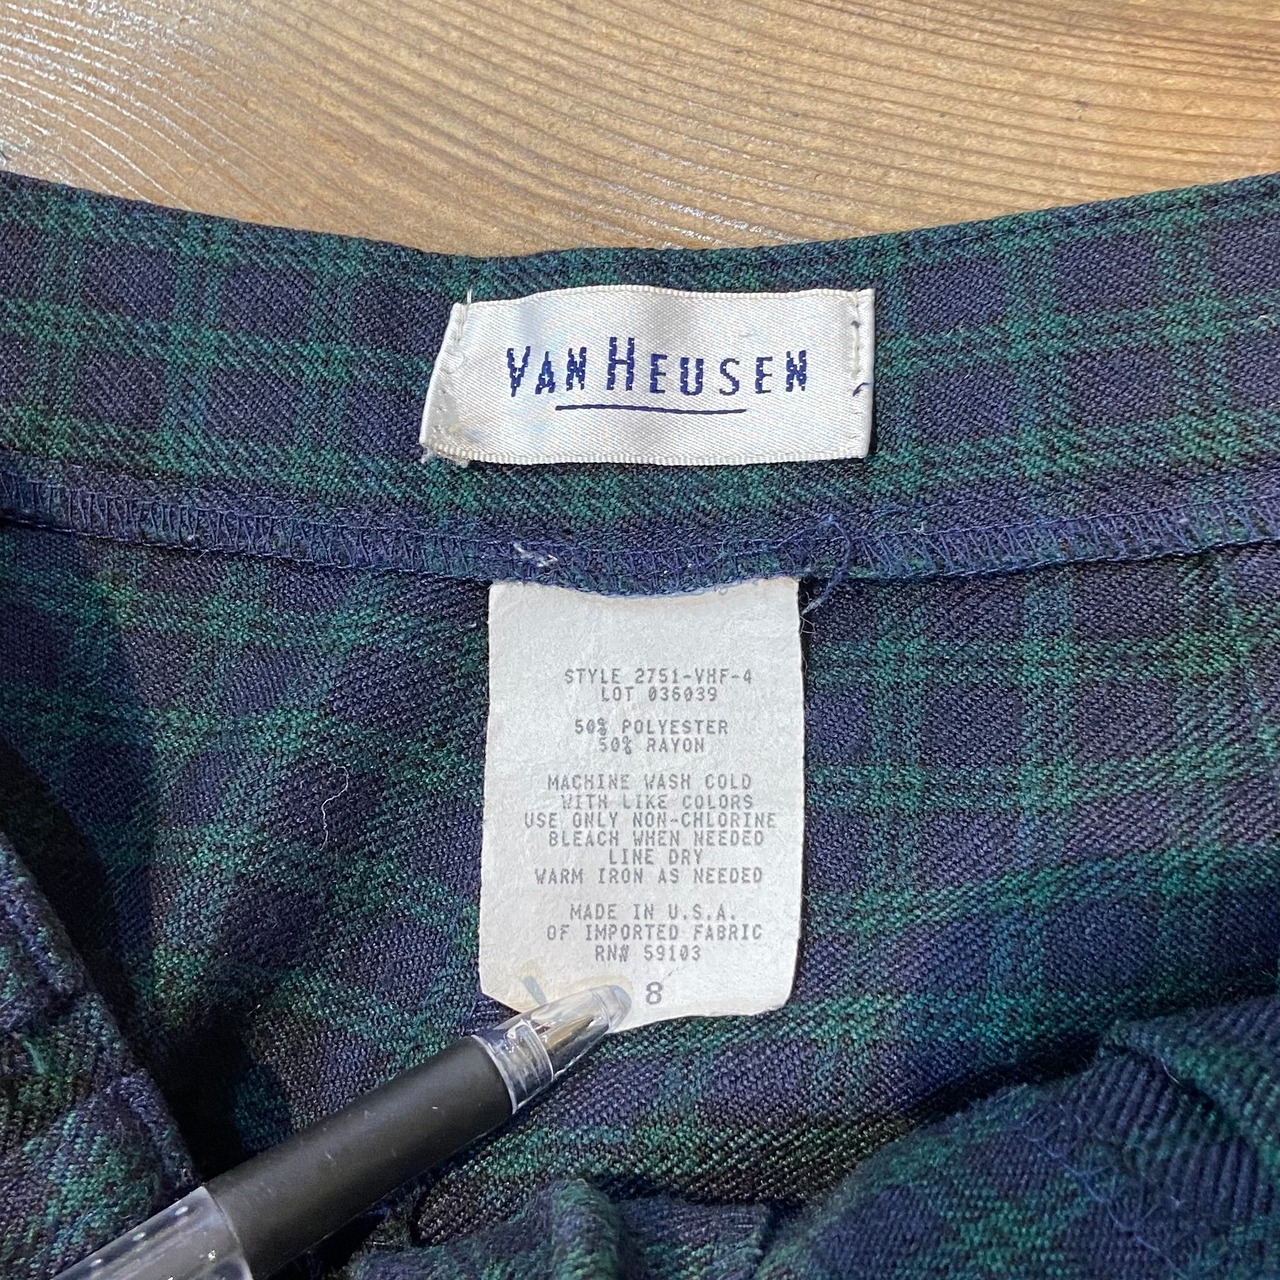 VAN HEUSEN
STYLE 2751-VHF-4
LOT 036039
50% POLYESTER
50% RAYON
MACHINE WASH COLD
WITH LIKE COLORS
USE ONLY NON-CHLORINE
BLEACH WHEN NEEDED
LINE DRY
WARM IRON AS NEEDED
MADE IN U.S.A.
OF IMPORTED FABRIC
RN# 59103
8